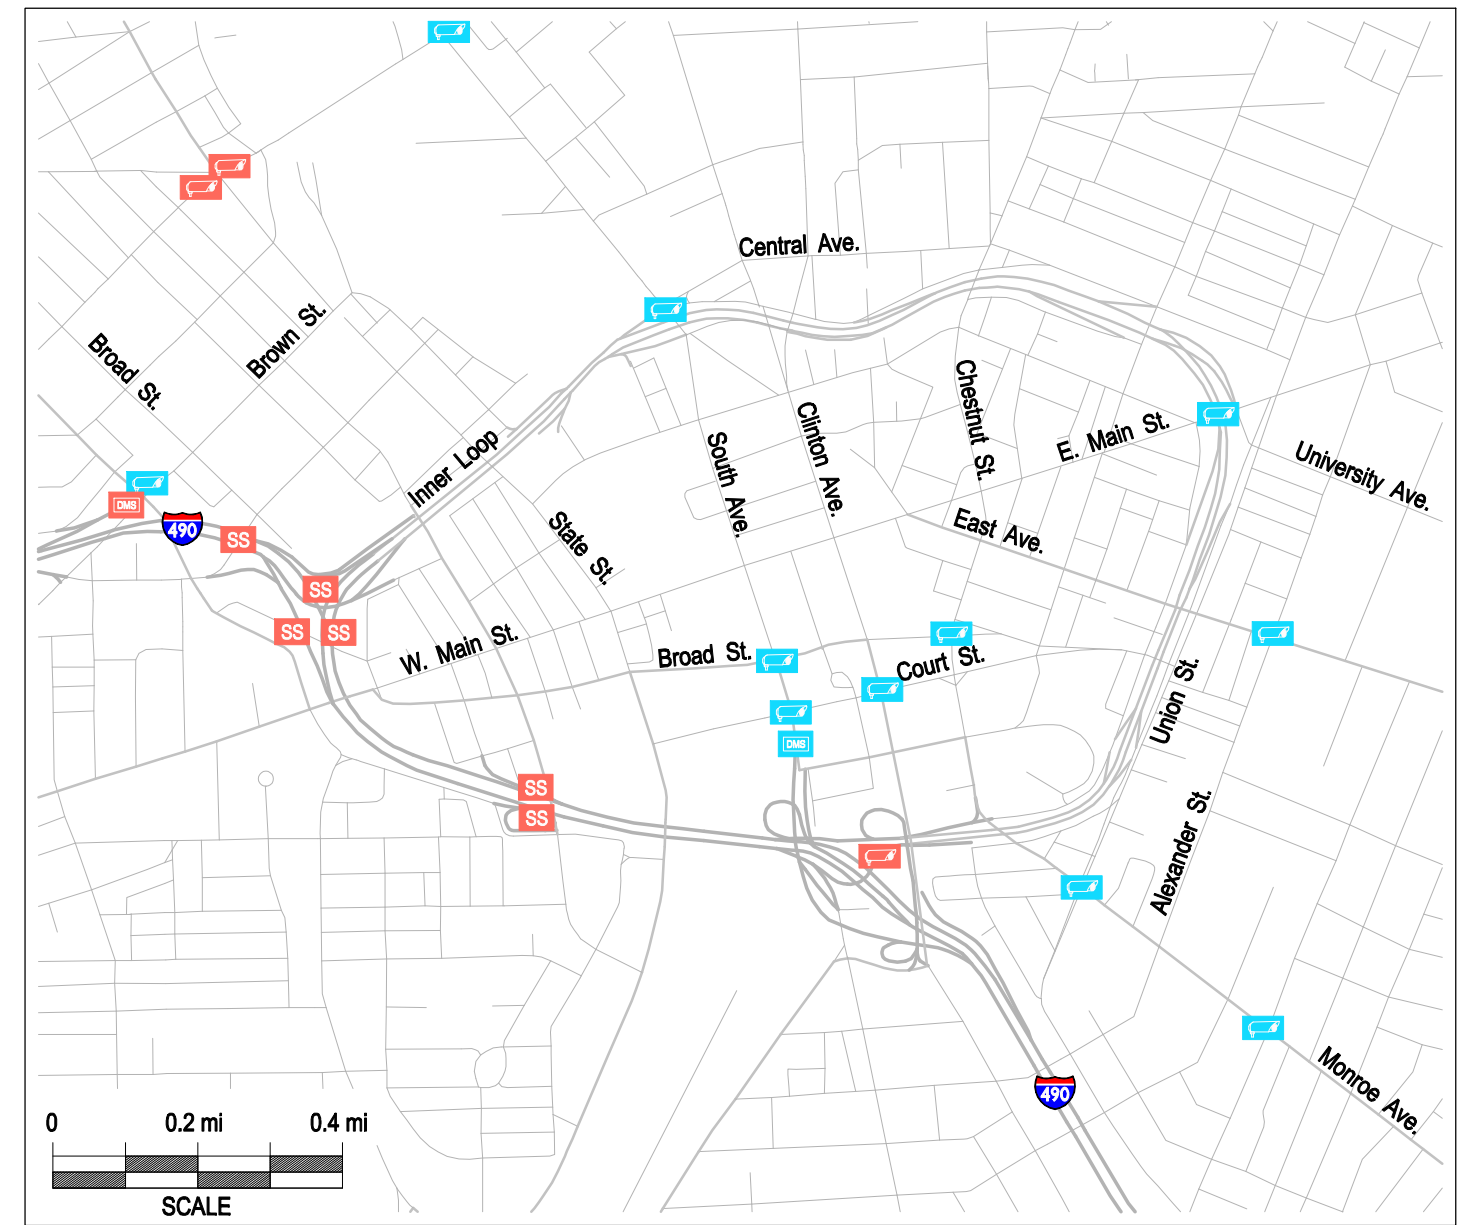 Central Ave.
Broad St.
Brown St.
Inner Loop
South Ave.
Clinton Ave.
Chestnut St.
E. Main St.
University Ave.
DMS
490
SS
State St.
East Ave.
SS
SS
SS
W. Main St.
Broad St.
Court St.
Union St.
DMS
SS
SS
Alexander St.
490
Monroe Ave.
0 0.2 mi 0.4 mi
SCALE